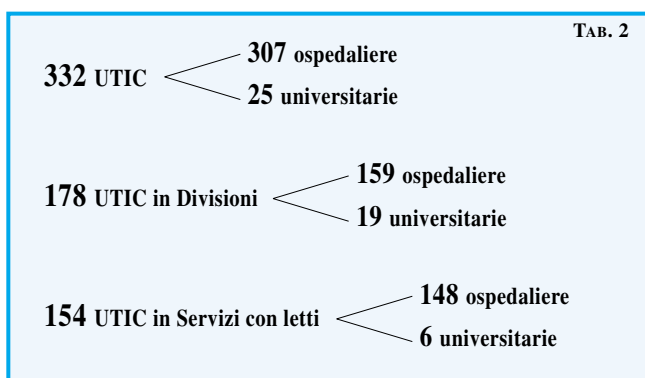 TAB. 2
307 ospedaliere
332 UTIC
25 universitarie
159 ospedaliere
178 UTIC in Divisioni
19 universitarie
148 ospedaliere
154 UTIC in Servizi con letti
6 universitarie